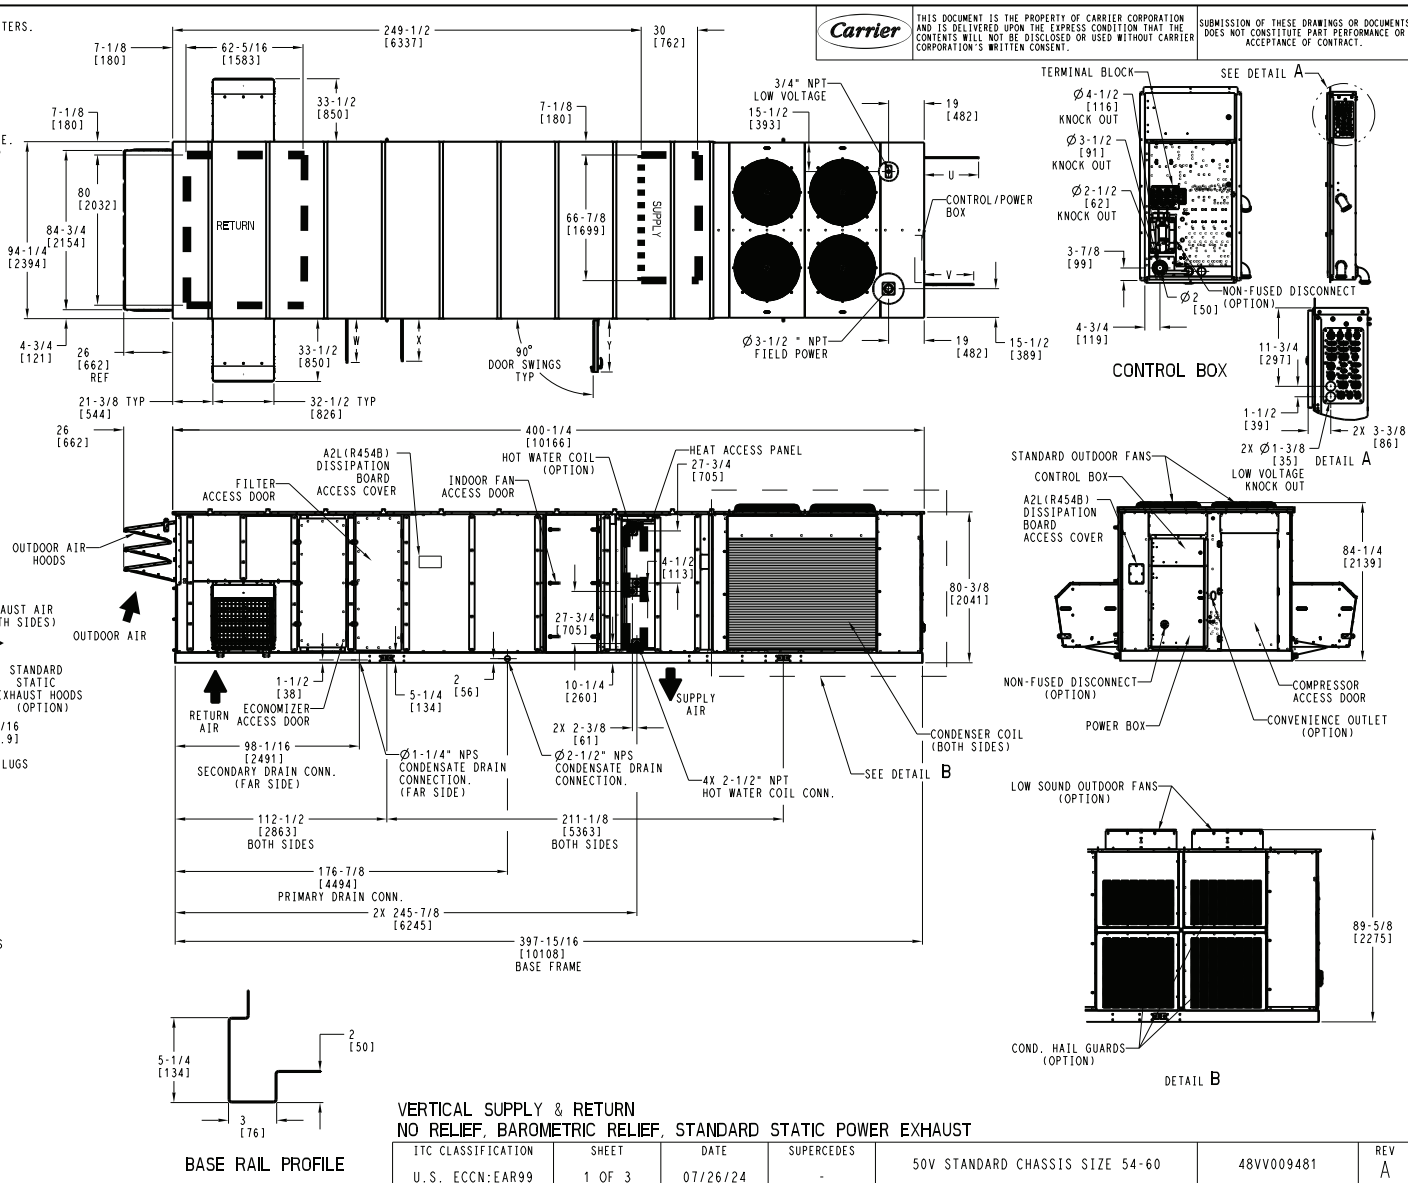 TERS.
E.
Carrier
THIS DOCUMENT IS THE PROPERTY OF CARRIER CORPORATION
AND IS DELIVERED UPON THE EXPRESS CONDITION THAT THE
CONTENTS WILL NOT BE DISCLOSED OR USED WITHOUT CARRIER
CORPORATION'S WRITTEN CONSENT.
SUBMISSION OF THESE DRAWINGS OR DOCUMENTS
DOES NOT CONSTITUTE PART PERFORMANCE OR
ACCEPTANCE OF CONTRACT.
249-1/2
[6337]
30
[762]
7-1/8
[180]
62-5/16
[1583]
33-1/2
[850]
7-1/8
[180]
7-1/8
[180]
3/4" NPT
LOW VOLTAGE
15-1/2
[393]
19
[482]
80
[2032]
84-3/4
[2154]
94-1/4
[2394]
RETURN
66-7/8
[1699]
SUPPLY
U
CONTROL/POWER
BOX
V
4-3/4
[121]
26
[662]
REF
33-1/2
[850]
W
X
90°
DOOR SWINGS
TYP
Y
Ø3-1/2 " NPT
FIELD POWER
19
[482]
15-1/2
[389]
21-3/8 TYP
[544]
32-1/2 TYP
[826]
TERMINAL BLOCK
Ø4-1/2
[116]
KNOCK OUT
Ø3-1/2
[91]
KNOCK OUT
Ø2-1/2
[62]
KNOCK OUT
3-7/8
[99]
Ø2
[50]
NON-FUSED DISCONNECT
(OPTION)
4-3/4
[119]
CONTROL BOX
SEE DETAIL A
11-3/4
[297]
1-1/2
[39]
2X 3-3/8
[86]
2X Ø1-3/8
[35]
LOW VOLTAGE
KNOCK OUT
DETAIL A
26
[662]
400-1/4
[10166]
A2L(R454B)
DISSIPATION
BOARD
ACCESS COVER
HOT WATER COIL
(OPTION)
HEAT ACCESS PANEL
27-3/4
[705]
FILTER
ACCESS DOOR
INDOOR FAN
ACCESS DOOR
OUTDOOR AIR
HOODS
4-1/2
[113]
80-3/8
[2041]
27-3/4
[705]
HAUST AIR
TH SIDES)
OUTDOOR AIR
STANDARD
STATIC
EXHAUST HOODS
(OPTION)
/16
.9]
LUGS
S
RETURN
AIR
1-1/2
[38]
ECONOMIZER
ACCESS DOOR
5-1/4
[134]
2
[56]
10-1/4
[260]
SUPPLY
AIR
2X 2-3/8
[61]
98-1/16
[2491]
SECONDARY DRAIN CONN.
(FAR SIDE)
Ø1-1/4" NPS
CONDENSATE DRAIN
CONNECTION.
(FAR SIDE)
Ø2-1/2" NPS
CONDENSATE DRAIN
CONNECTION.
4X 2-1/2" NPT
HOT WATER COIL CONN.
CONDENSER COIL
(BOTH SIDES)
SEE DETAIL B
112-1/2
[2863]
BOTH SIDES
211-1/8
[5363]
BOTH SIDES
176-7/8
[4494]
PRIMARY DRAIN CONN.
2X 245-7/8
[6245]
397-15/16
[10108]
BASE FRAME
STANDARD OUTDOOR FANS
CONTROL BOX
A2L(R454B)
DISSIPATION
BOARD
ACCESS COVER
84-1/4
[2139]
NON-FUSED DISCONNECT
(OPTION)
POWER BOX
COMPRESSOR
ACCESS DOOR
CONVENIENCE OUTLET
(OPTION)
LOW SOUND OUTDOOR FANS
(OPTION)
89-5/8
[2275]
COND. HAIL GUARDS
(OPTION)
DETAIL B
5-1/4
[134]
2
[50]
3
[76]
BASE RAIL PROFILE
VERTICAL SUPPLY & RETURN
NO RELIEF, BAROMETRIC RELIEF, STANDARD STATIC POWER EXHAUST
ITC CLASSIFICATION
U.S. ECCN:EAR99
SHEET
1 OF 3
DATE
07/26/24
SUPERCEDES
-
50V STANDARD CHASSIS SIZE 54-60
48VV009481
REV
A